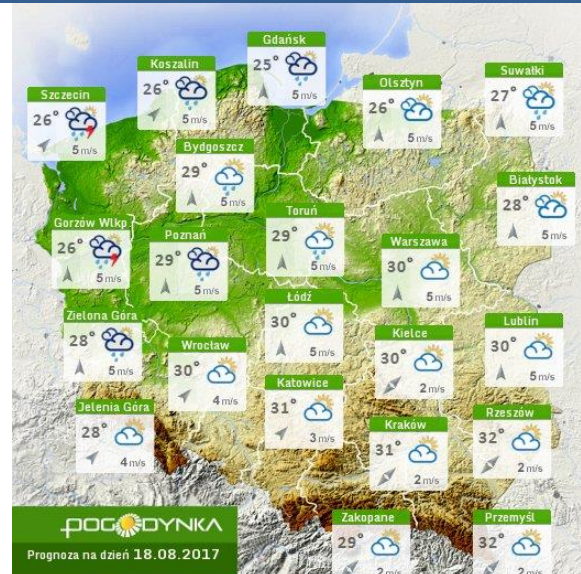 Gdańsk
25°
5 m/s
Koszalin
26°
5 m/s
Suwałki
27°
5 m/s
Olsztyn
26°
5 m/s
Szczecin
26°
5 m/s
Bydgoszcz
29°
5 m/s
Białystok
28°
5 m/s
Toruń
29°
5 m/s
Gorzów Wlkp
26°
5 m/s
Poznań
29°
5 m/s
Warszawa
30°
5 m/s
Łódź
30°
5 m/s
Zielona Góra
28°
5 m/s
Lublin
30°
5 m/s
Kielce
30°
2 m/s
Wrocław
30°
4 m/s
Katowice
31°
3 m/s
Jelenia Góra
28°
4 m/s
Rzeszów
32°
2 m/s
Kraków
31°
2 m/s
Zakopane
29°
2 m/s
Przemyśl
32°
2 m/s
POGODYNKA
Prognoza na dzień 18.08.2017